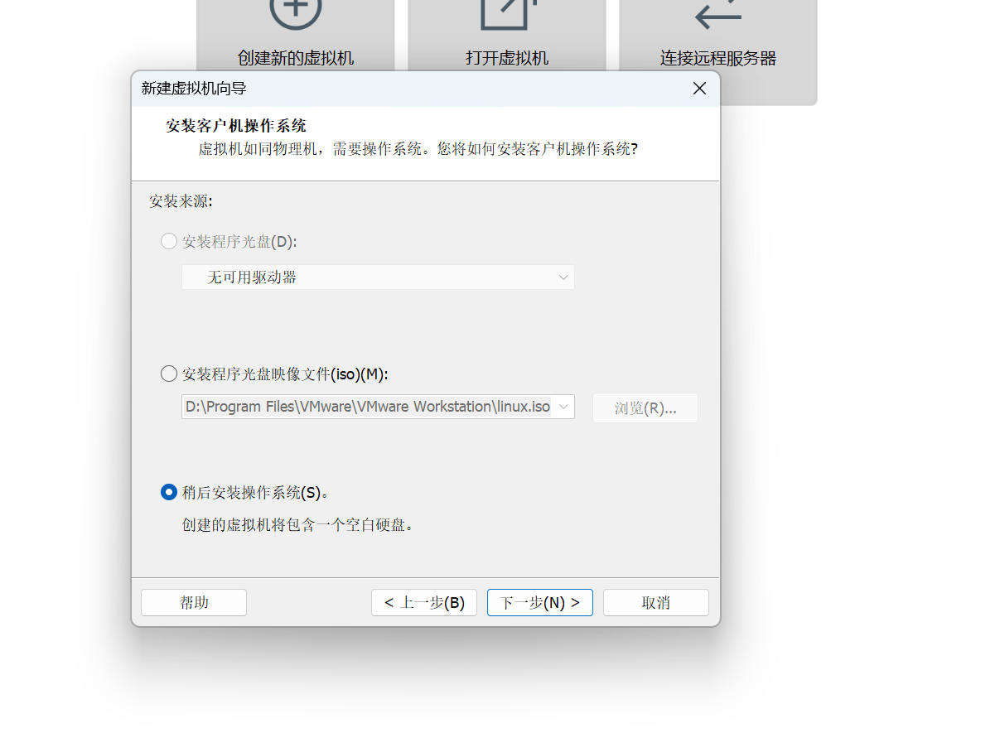 创建新的虚拟机
打开虚拟机
连接远程服务器
新建虚拟机向导
安装客户机操作系统
虚拟机如同物理机，需要操作系统。您将如何安装客户机操作系统?
安装来源:
安装程序光盘(D):
无可用驱动器
安装程序光盘映像文件(iso)(M):
D:\Program Files\VMware\VMware Workstation\linux.iso
浏览(R)...
稍后安装操作系统(S)。
创建的虚拟机将包含一个空白硬盘。
帮助
< 上一步(B)
下一步(N) >
取消